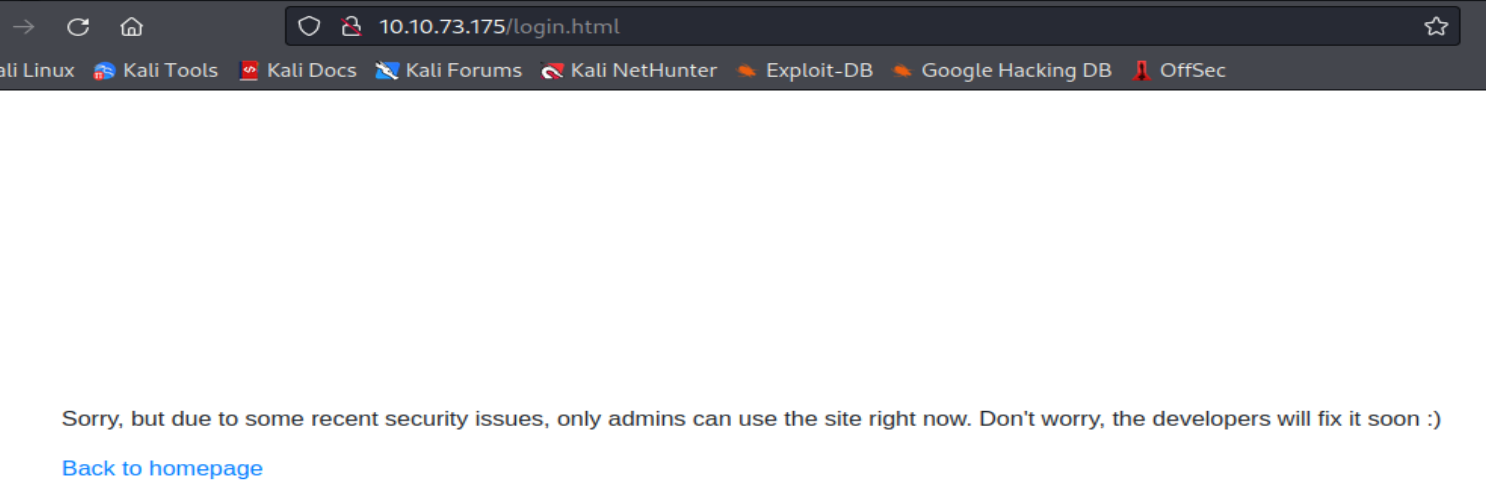 10.10.73.175/login.html
ali Linux Kali Tools Kali Docs Kali Forums Kali NetHunter Exploit-DB Google Hacking DB OffSec
Sorry, but due to some recent security issues, only admins can use the site right now. Don't worry, the developers will fix it soon :)
Back to homepage